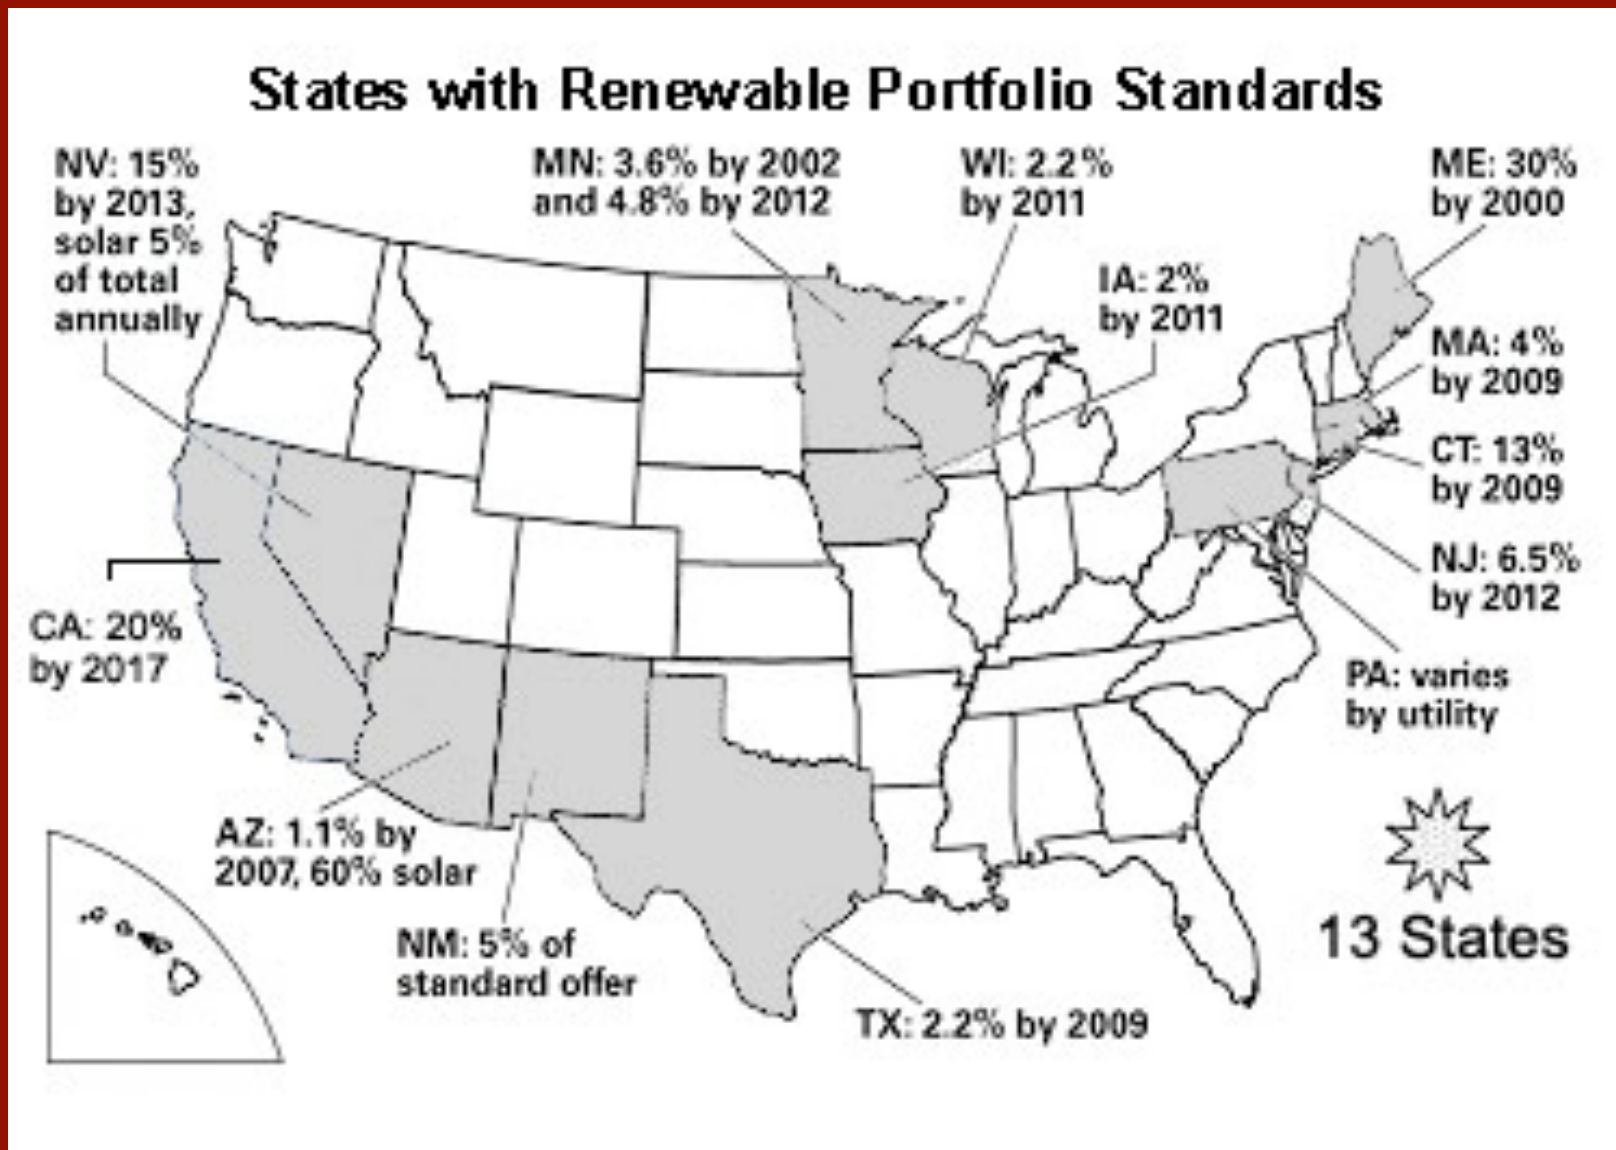 States with Renewable Portfolio Standards
NV: 15%
by 2013,
solar 5%
of total
annually
MN: 3.6% by 2002
and 4.8% by 2012
WI: 2.2%
by 2011
ME: 30%
by 2000
IA: 2%
by 2011
MA: 4%
by 2009
CT: 13%
by 2009
NJ: 6.5%
by 2012
CA: 20%
by 2017
PA: varies
by utility
AZ: 1.1% by
2007, 60% solar
NM: 5% of
standard offer
13 States
TX: 2.2% by 2009